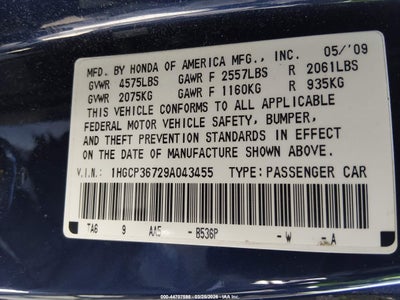 MFD. BY HONDA OF AMERICA MFG., INC. 05/'09
GVWR 4575LBS GAWR F 2557LBS R 2061LBS
GVWR 2075KG GAWR F 1160KG R 935KG
THIS VEHICLE CONFORMS TO ALL APPLICABLE
FEDERAL MOTOR VEHICLE SAFETY, BUMPER,
AND THEFT PREVENTION STANDARDS IN EFFECT
ON THE DATE OF MANUFACTURE SHOWN ABOVE.
V.I.N.: 1HGCP36729A043455 TYPE: PASSENGER CAR
TA6 9 AA5- B536P -W -A